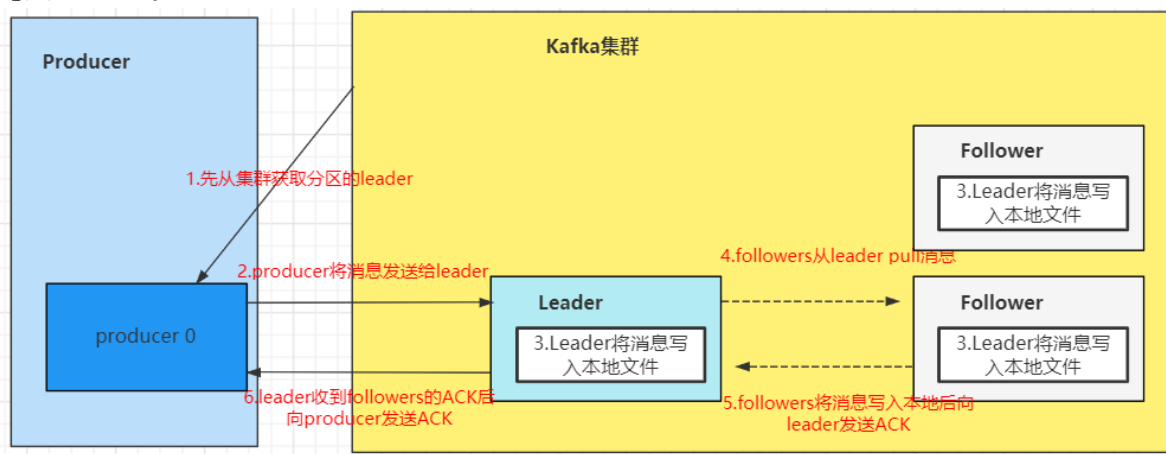 Producer
Kafka集群
Follower
3.Leader将消息写
入本地文件
1.先从集群获取分区的leader
4.followers从leader pull消息
2.producer将消息发送给leader
producer 0
Leader
3.Leader将消息写
入本地文件
Follower
3.Leader将消息写
入本地文件
6.leader收到followers的ACK后
向producer发送ACK
5.followers将消息写入本地后向
leader发送ACK